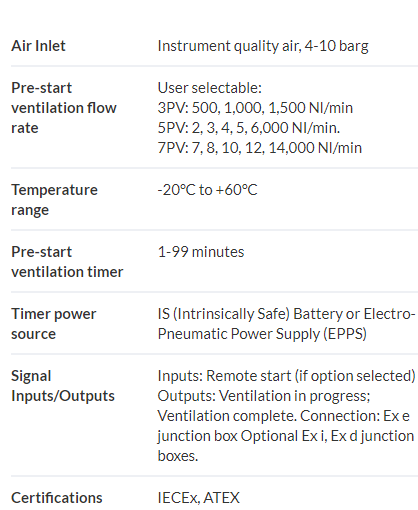 Air Inlet
Instrument quality air, 4-10 barg
Pre-start
ventilation flow
rate
User selectable:
3PV: 500, 1,000, 1,500 Nl/min
5PV: 2, 3, 4, 5, 6,000 Nl/min.
7PV: 7, 8, 10, 12, 14,000 Nl/min
Temperature
range
-20°C to +60°C
Pre-start
ventilation timer
1-99 minutes
Timer power
source
IS (Intrinsically Safe) Battery or Electro-
Pneumatic Power Supply (EPPS)
Signal
Inputs/Outputs
Inputs: Remote start (if option selected)
Outputs: Ventilation in progress;
Ventilation complete. Connection: Ex e
junction box Optional Ex i, Ex d junction
boxes.
Certifications
IECEx, ATEX